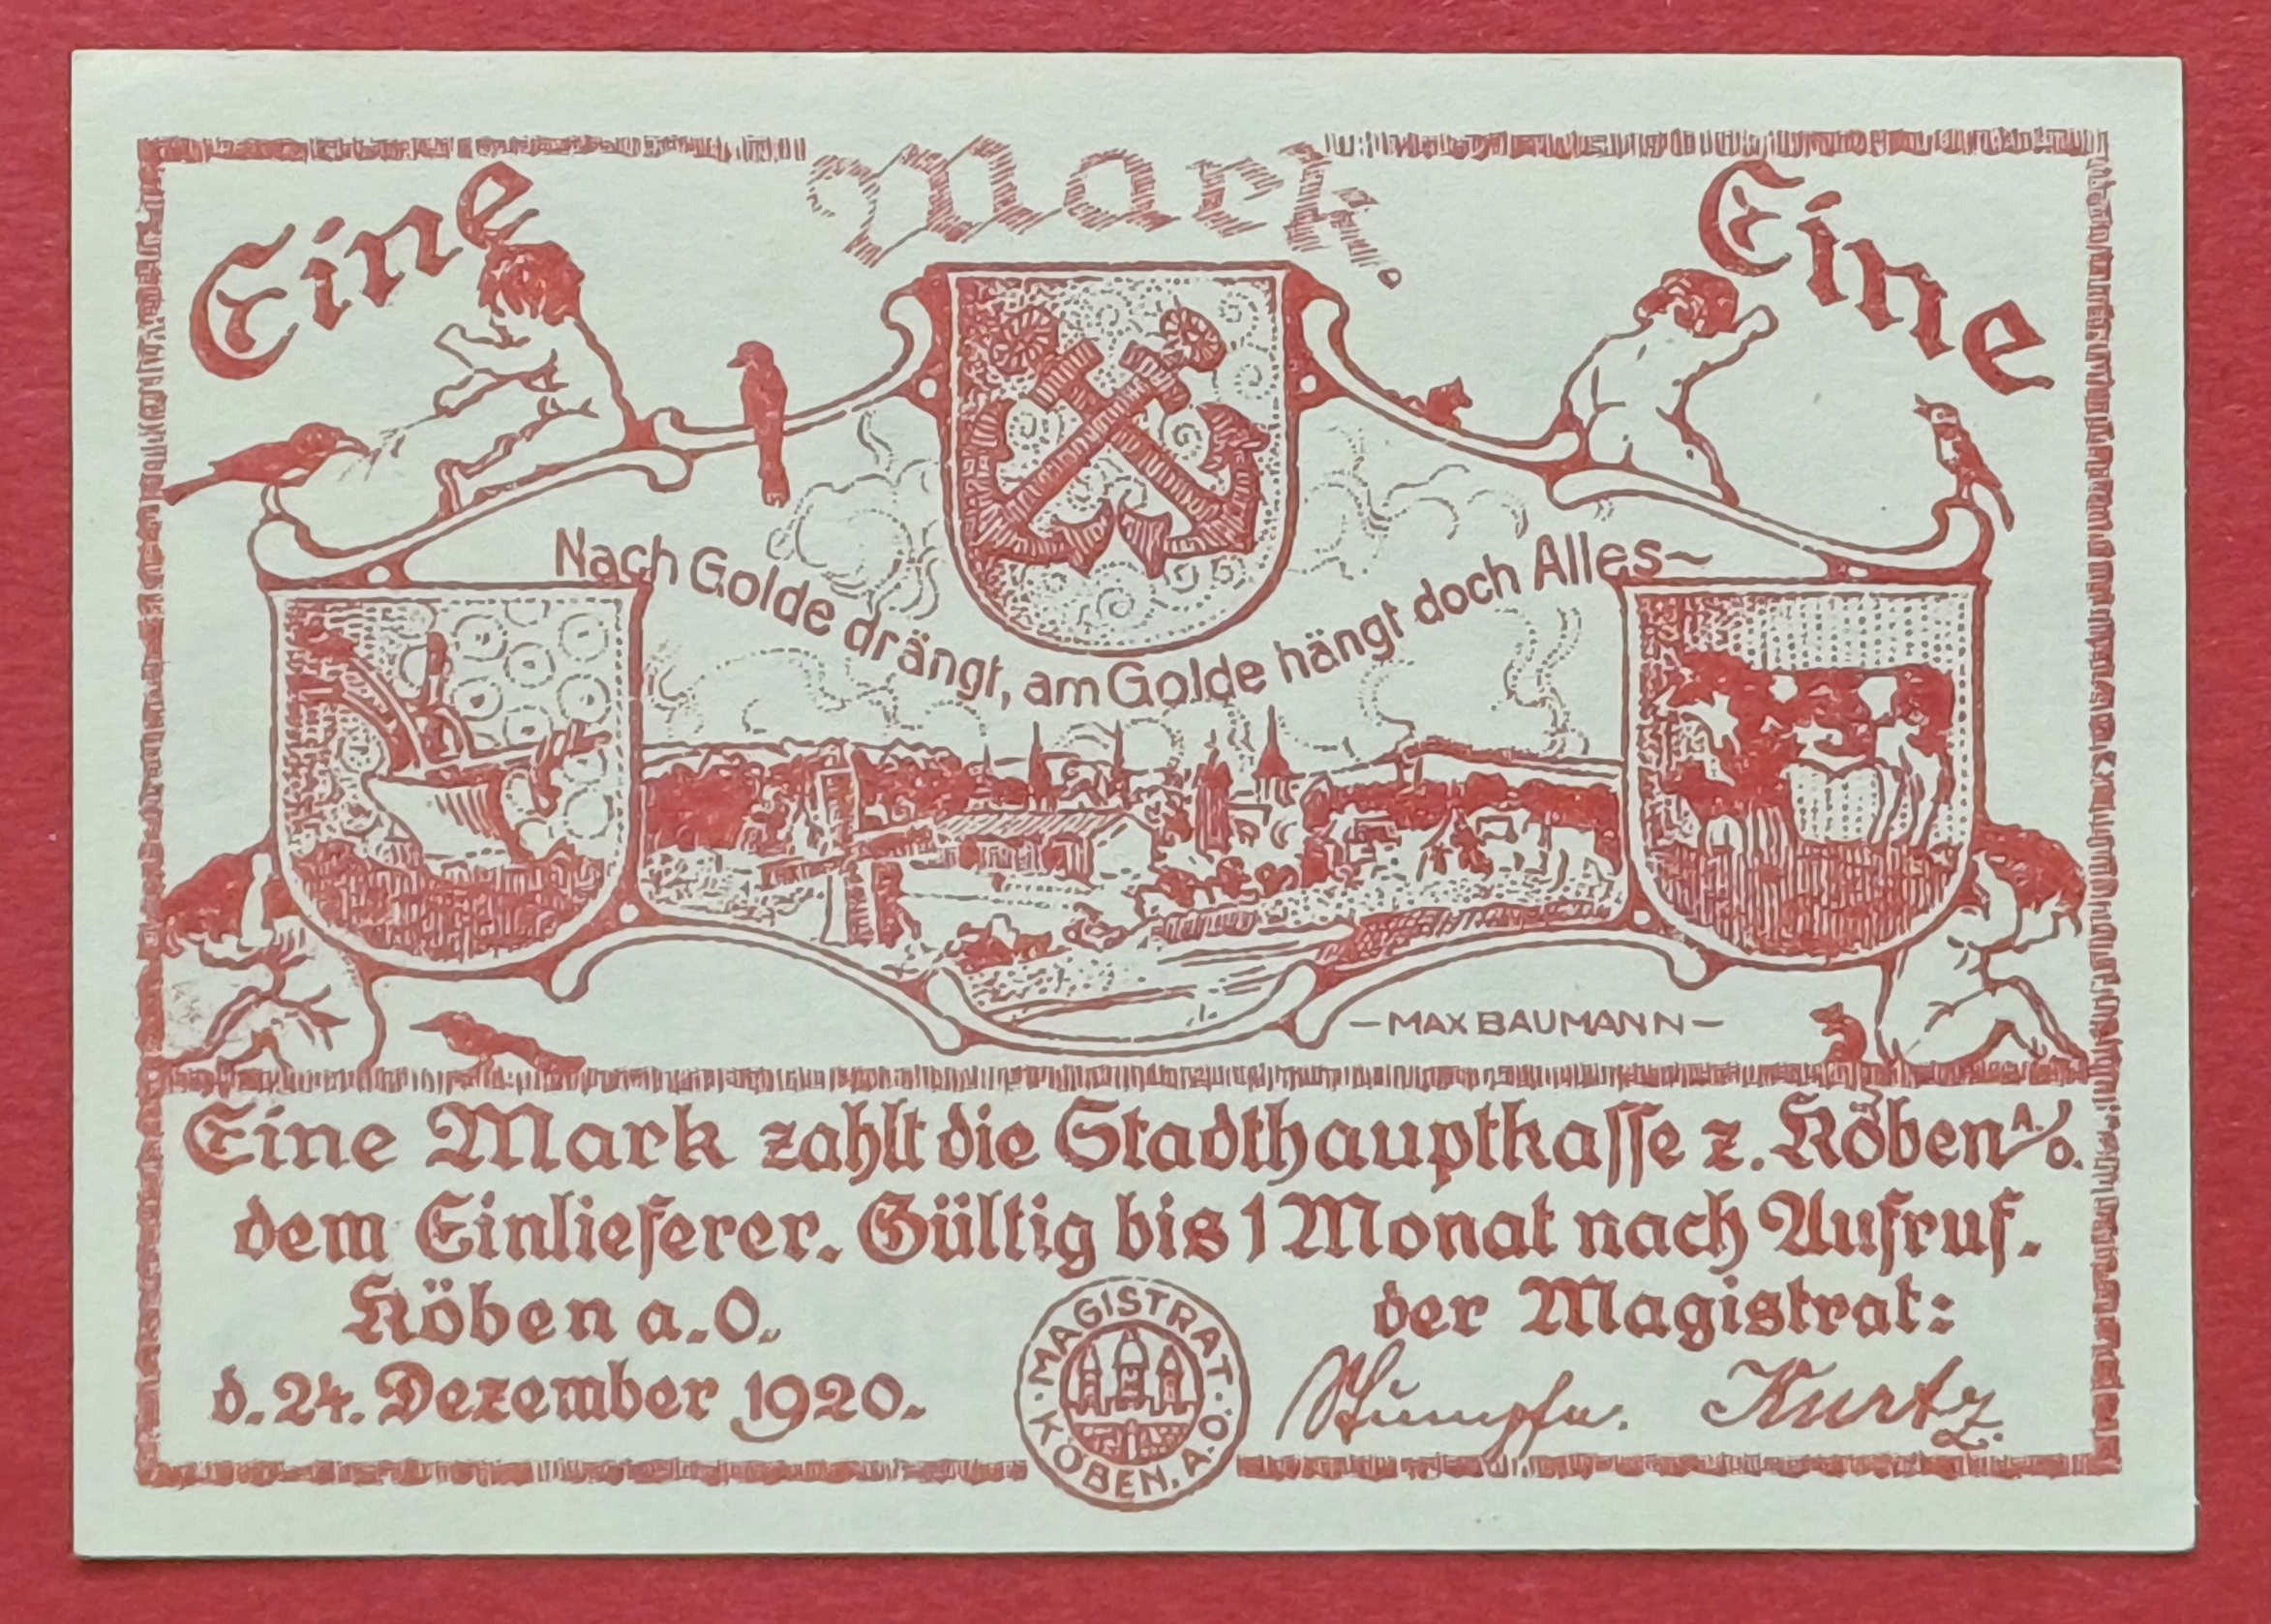 Eine Mark. Eine
Nach Golde drängt, am Golde hängt doch Alles~
—MAX BAUMANN—
Eine Mark zahlt die Stadthauptkasse z. Köben A./O.
dem Einlieferer. Gültig bis 1 Monat nach Aufruf.
Köben a. O.
d. 24. Dezember 1920.
·MAGISTRAT· KÖBEN. A. O.
der Magistrat:
Kurtz.